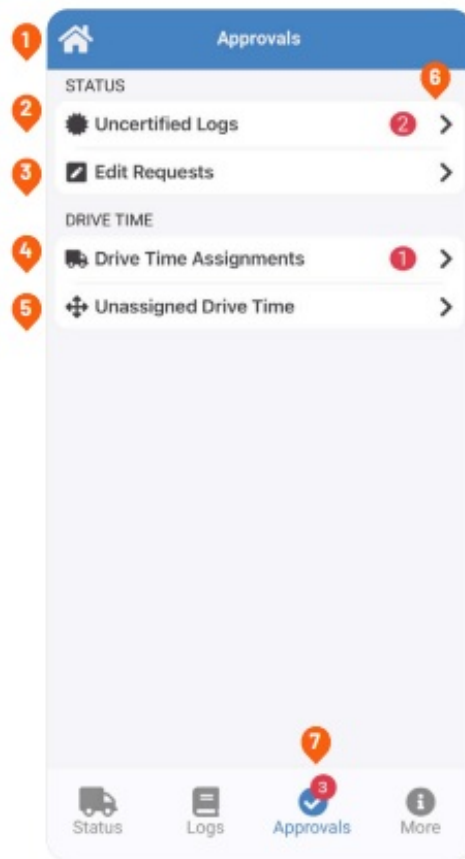 1 Approvals
STATUS 6
2 Uncertified Logs 2
3 Edit Requests
DRIVE TIME
4 Drive Time Assignments 1
5 Unassigned Drive Time
7
3
Status Logs Approvals More